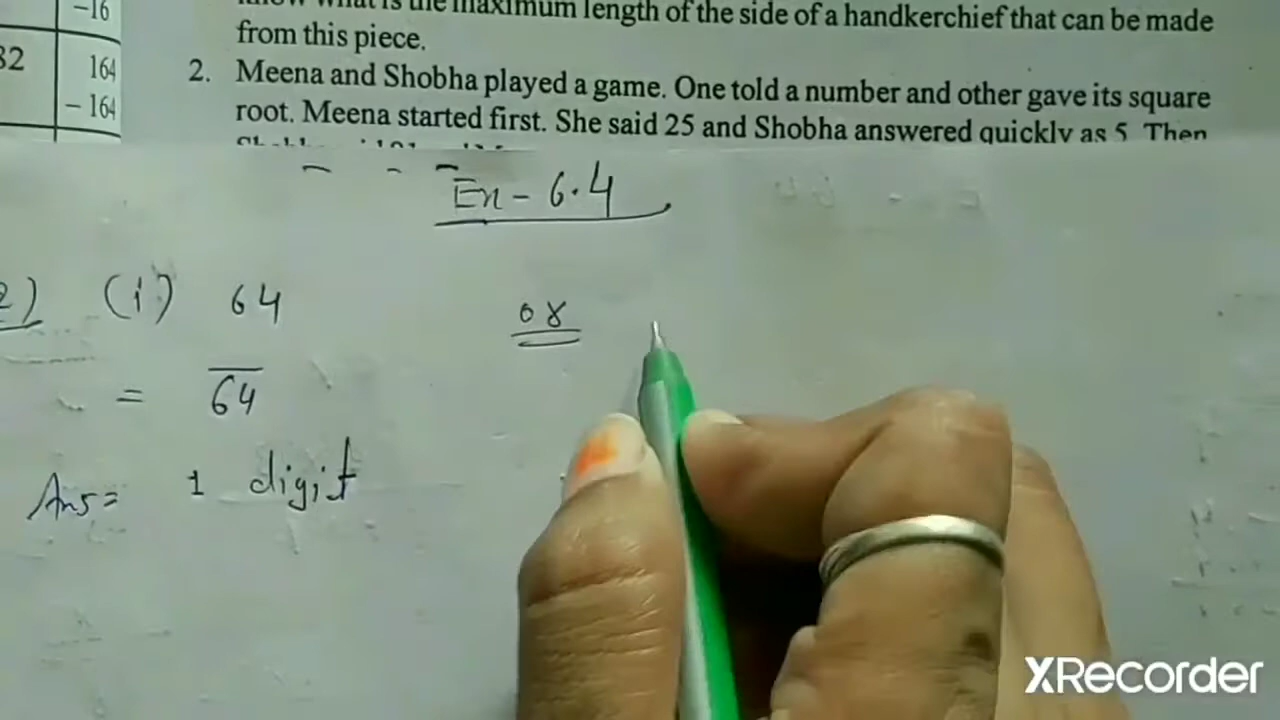 -16
32 164
- 164
know what is the maximum length of the side of a handkerchief that can be made
from this piece.
2. Meena and Shobha played a game. One told a number and other gave its square
root. Meena started first. She said 25 and Shobha answered quickly as 5. Then
Ex - 6.4
2) (i) 64
08
= 64
Ans = 1 digit
XRecorder